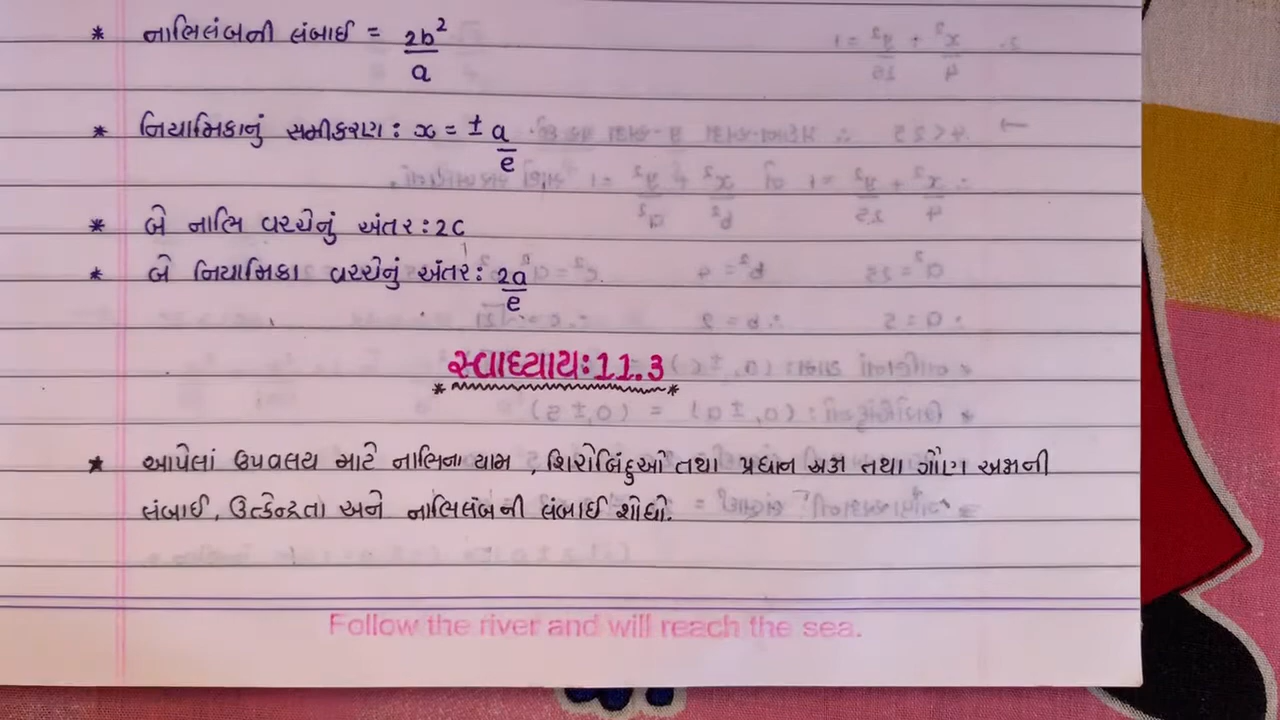 * નાભિલંબની લંબાઈ = 2b²/a
* નિયામિકાનું સમીકરણ: x = ± a/e
* બે નાભિ વચ્ચેનું અંતર: 2c
* બે નિયામિકા વચ્ચેનું અંતર: 2a/e
સ્વાધ્યાય: 11.3
* આપેલાં ઉપવલય માટે નાભિના યામ, શિરોબિંદુઓ તથા પ્રધાન અક્ષ તથા ગૌણ અક્ષની
લંબાઈ, ઉત્કેન્દ્રતા અને નાભિલંબની લંબાઈ શોધો.
Follow the river and will reach the sea.